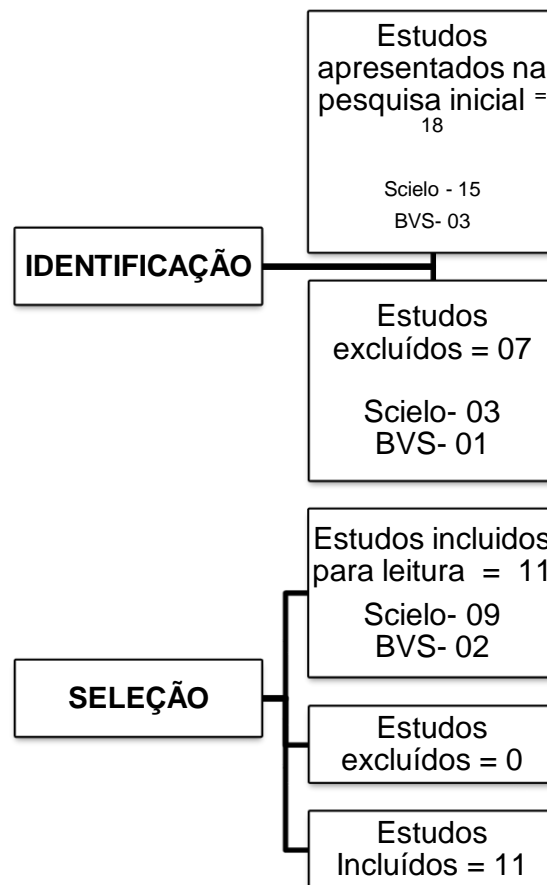 Estudos
apresentados na
pesquisa inicial =
18
Scielo - 15
BVS- 03
IDENTIFICAÇÃO
Estudos
excluídos = 07
Scielo- 03
BVS- 01
Estudos incluidos
para leitura = 11
Scielo- 09
BVS- 02
SELEÇÃO
Estudos
excluídos = 0
Estudos
Incluídos = 11